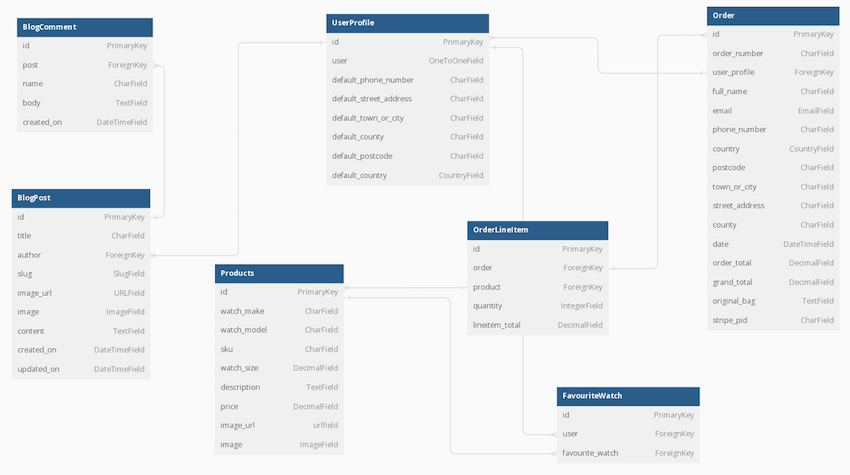 BlogComment
id PrimaryKey
post ForeignKey
name CharField
body TextField
created_on DateTimeField
UserProfile
id PrimaryKey
user OneToOneField
default_phone_number CharField
default_street_address CharField
default_town_or_city CharField
default_county CharField
default_postcode CharField
default_country CountryField
Order
id PrimaryKey
order_number CharField
user_profile ForeignKey
full_name CharField
email EmailField
phone_number CharField
country CountryField
postcode CharField
town_or_city CharField
street_address CharField
county CharField
date DateTimeField
order_total DecimalField
grand_total DecimalField
original_bag TextField
stripe_pid CharField
BlogPost
id PrimaryKey
title CharField
author ForeignKey
slug SlugField
image_url URLField
image ImageField
content TextField
created_on DateTimeField
updated_on DateTimeField
Products
id PrimaryKey
watch_make CharField
watch_model CharField
sku CharField
watch_size DecimalField
description TextField
price DecimalField
image_url urlfield
image ImageField
OrderLineItem
id PrimaryKey
order ForeignKey
product ForeignKey
quantity IntegerField
lineitem_total DecimalField
FavouriteWatch
id PrimaryKey
user ForeignKey
favourite_watch ForeignKey